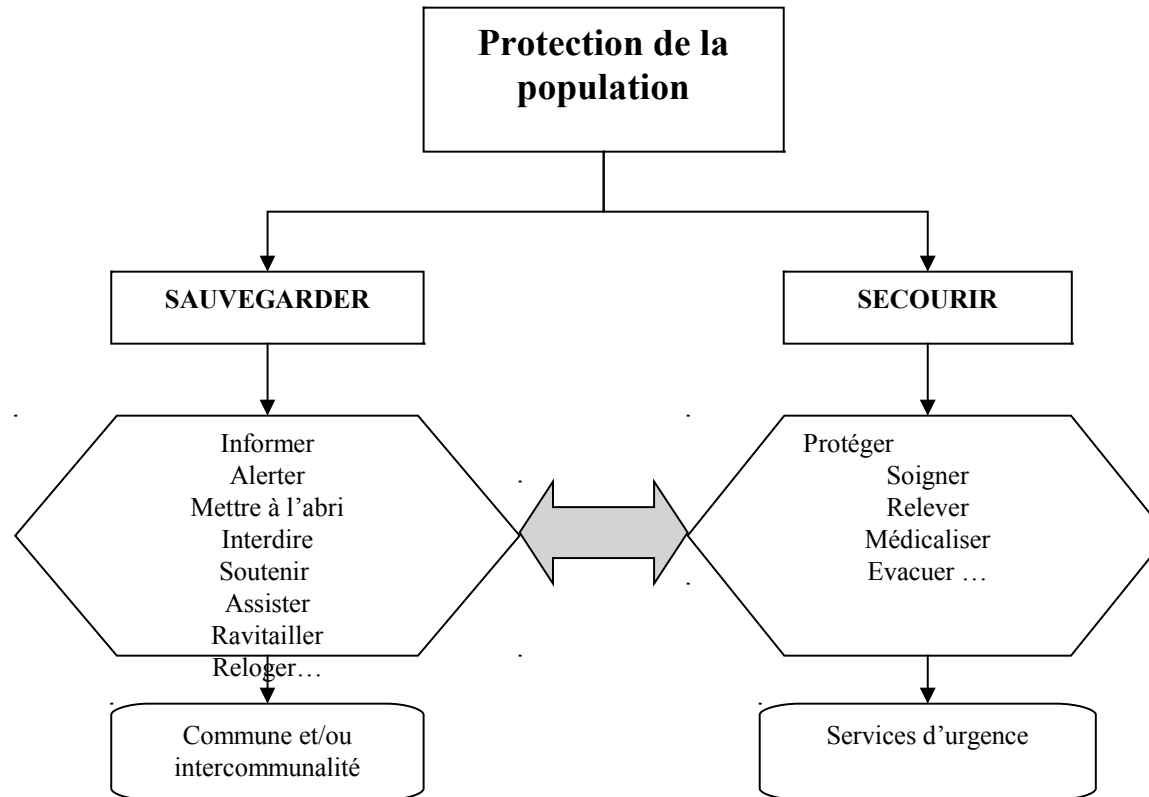 Protection de la
population
SAUVEGARDER
SECOURIR
Informer
Alerter
Mettre à l’abri
Interdire
Soutenir
Assister
Ravitailler
Reloger…
Protéger
Soigner
Relever
Médicaliser
Evacuer …
Commune et/ou
intercommunalité
Services d’urgence